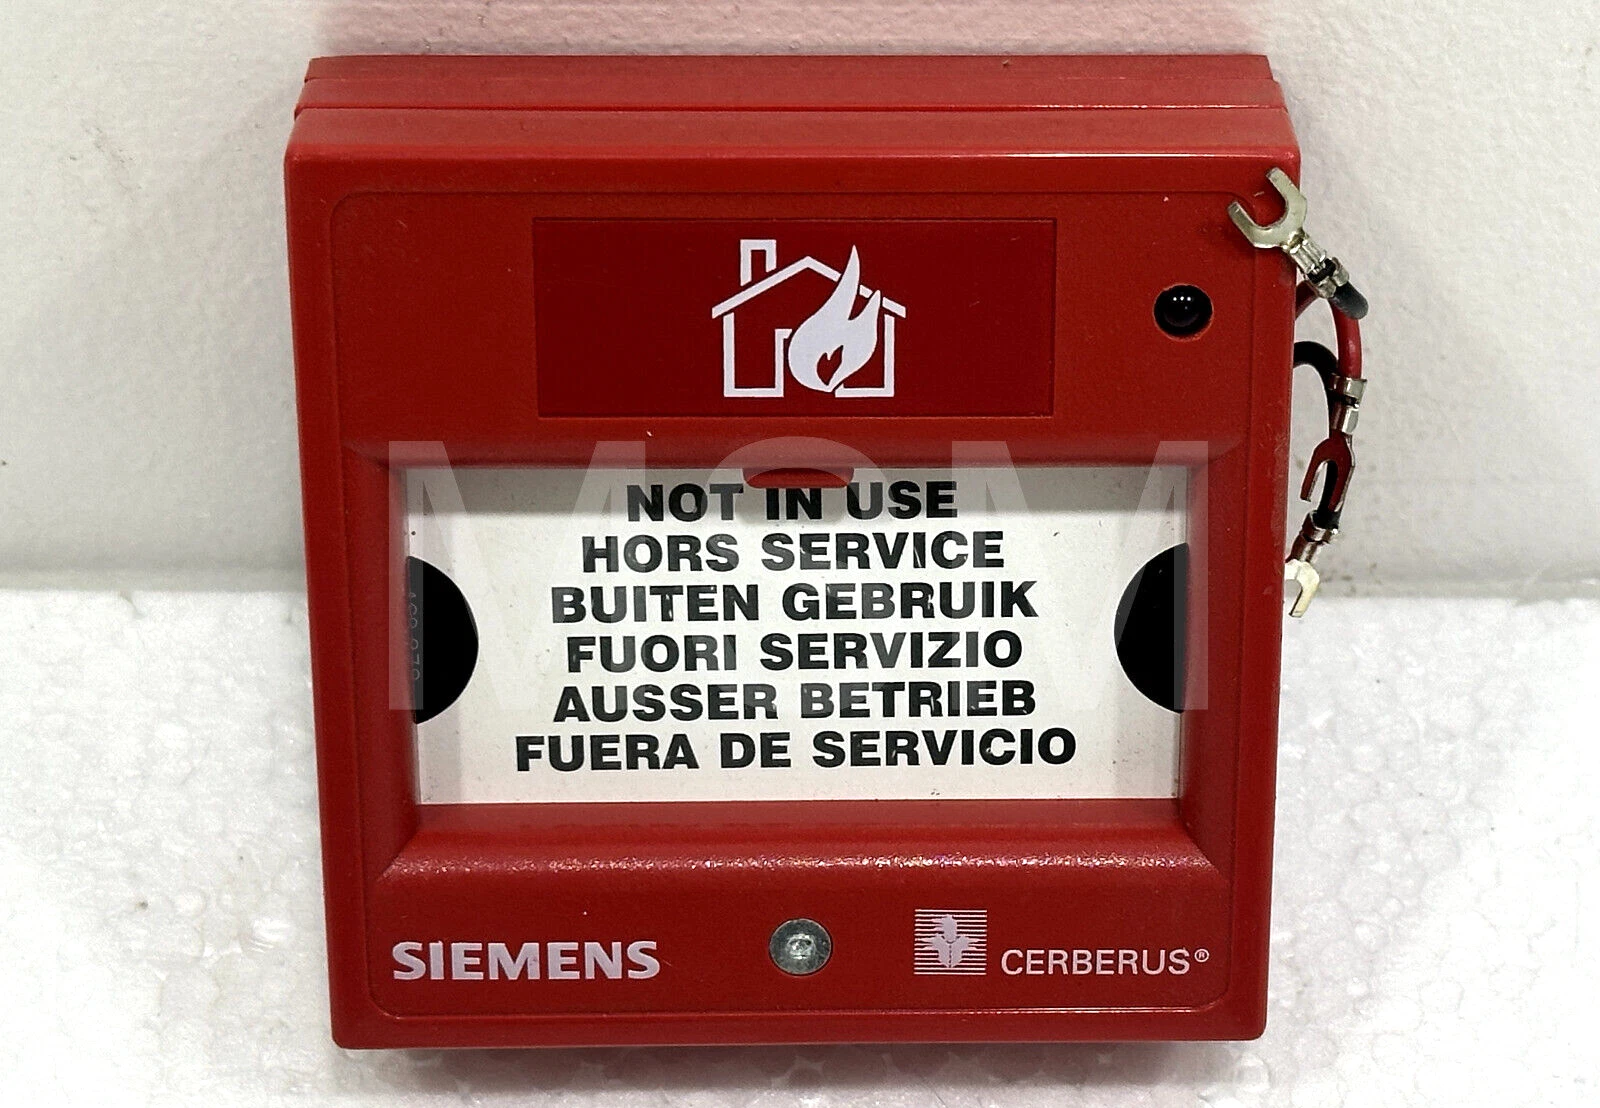 NOT IN USE
HORS SERVICE
BUITEN GEBRUIK
FUORI SERVIZIO
AUSSER BETRIEB
FUERA DE SERVICIO
SIEMENS
CERBERUS®